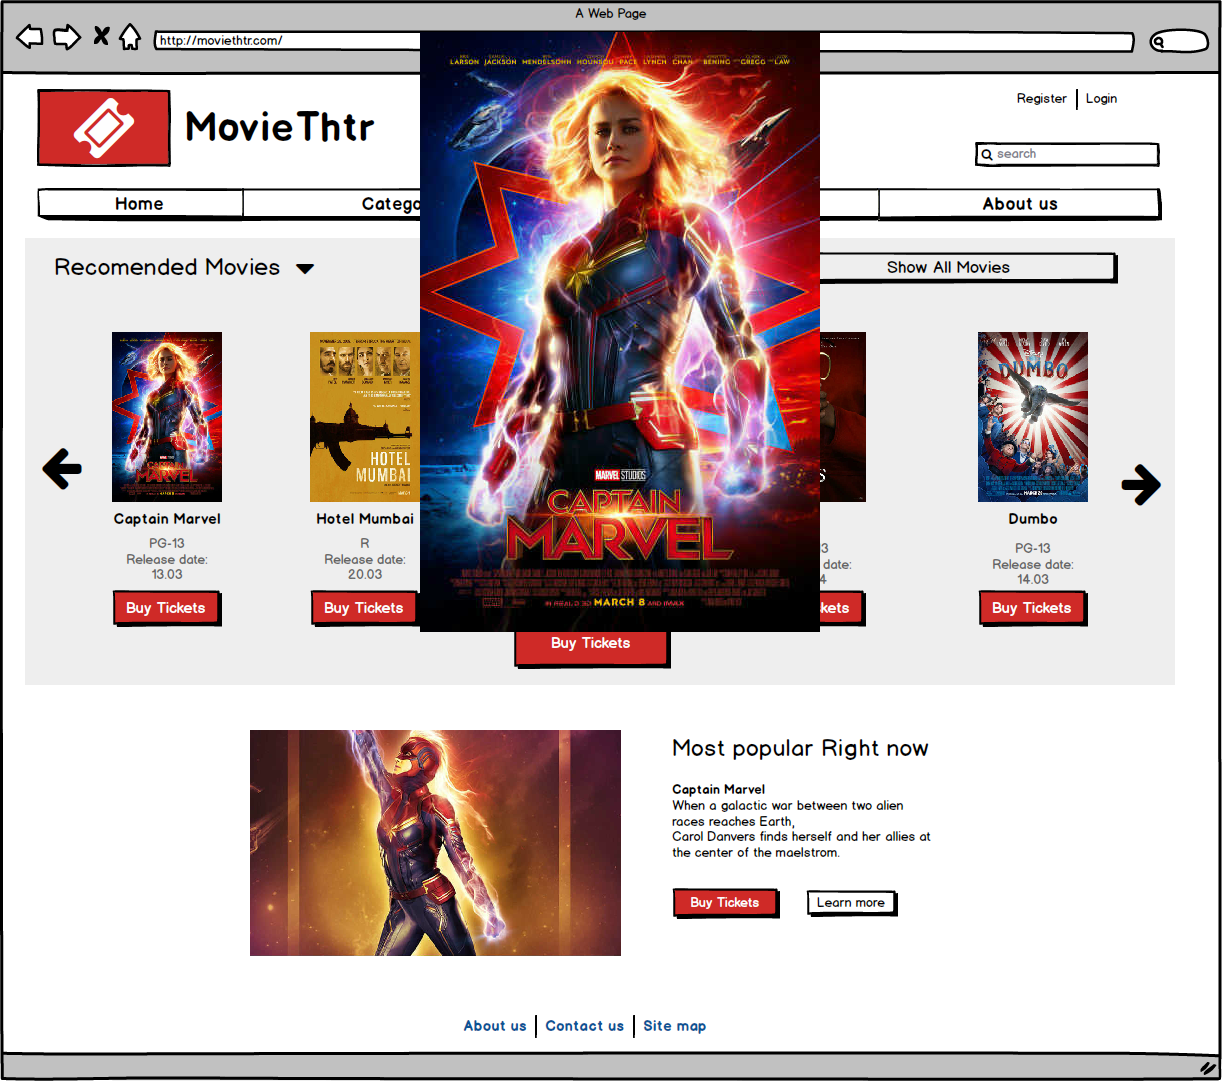 A Web Page
http://moviethtr.com/
LARSON JACKSON MENDELSOHN HOUNSOU PACE LYNCH CHAN BENING GREGG LAW
Register Login
MovieThtr
search
Home Catego About us
Recomended Movies
Show All Movies
HOTEL
MUMBAI
DUMBO
MARVEL STUDIOS
CAPTAIN
MARVEL
MARCH 8
Captain Marvel
PG-13
Release date:
13.03
Buy Tickets
Hotel Mumbai
R
Release date:
20.03
Buy Tickets
Buy Tickets
3
date:
4
kets
Dumbo
PG-13
Release date:
14.03
Buy Tickets
Most popular Right now
Captain Marvel
When a galactic war between two alien
races reaches Earth,
Carol Danvers finds herself and her allies at
the center of the maelstrom.
Buy Tickets Learn more
About us Contact us Site map